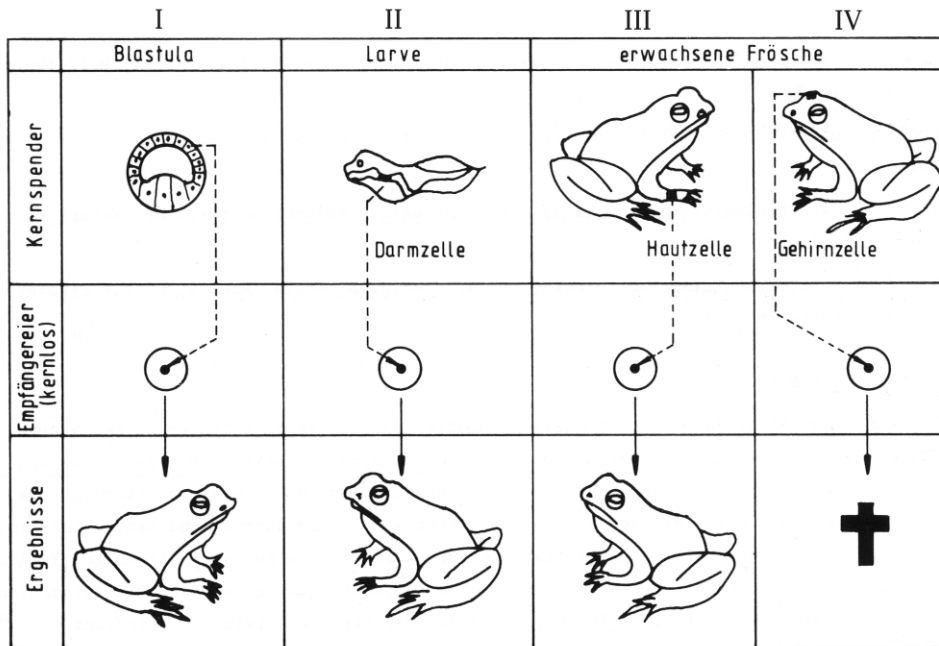 I II III IV
Blastula Larve erwachsene Frösche
Kernspender
Darmzelle Hautzelle Gehirnzelle
Empfängereier
(kernlos)
Ergebnisse